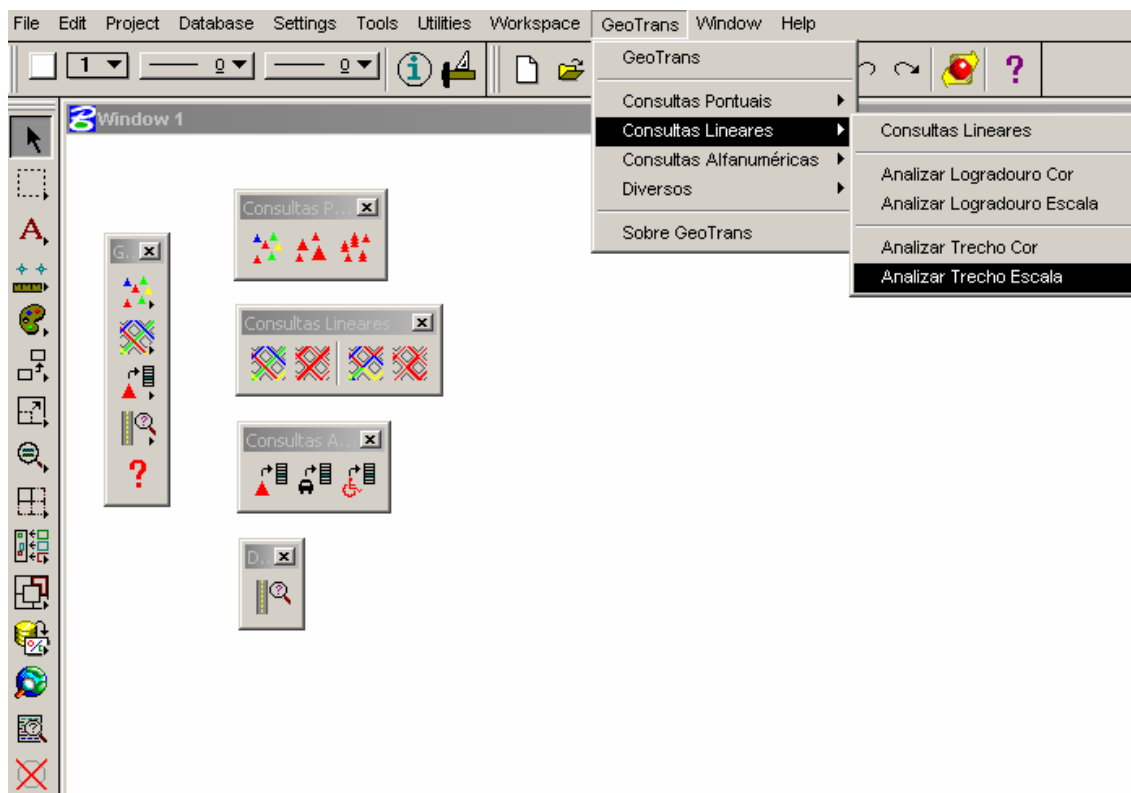 File Edit Project Database Settings Tools Utilities Workspace GeoTrans Window Help
1 0 0
GeoTrans
Consultas Pontuais
Consultas Lineares
Consultas Alfanuméricas
Diversos
Sobre GeoTrans
Consultas Lineares
Analizar Logradouro Cor
Analizar Logradouro Escala
Analizar Trecho Cor
Analizar Trecho Escala
Window 1
G...
Consultas P...
Consultas Lineares
Consultas A...
D...